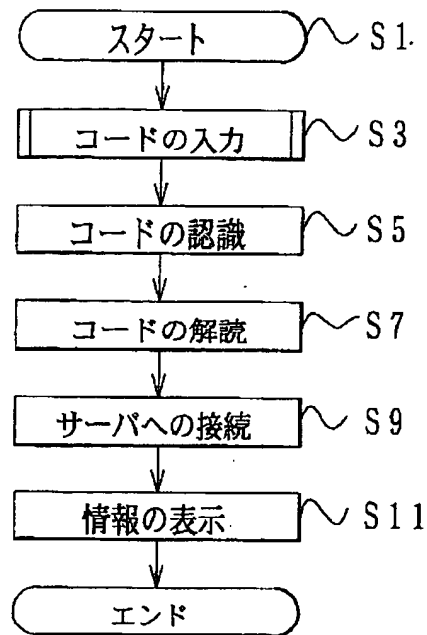 スタート S1.
コードの入力 S3
コードの認識 S5
コードの解読 S7
サーバへの接続 S9
情報の表示 S11
エンド